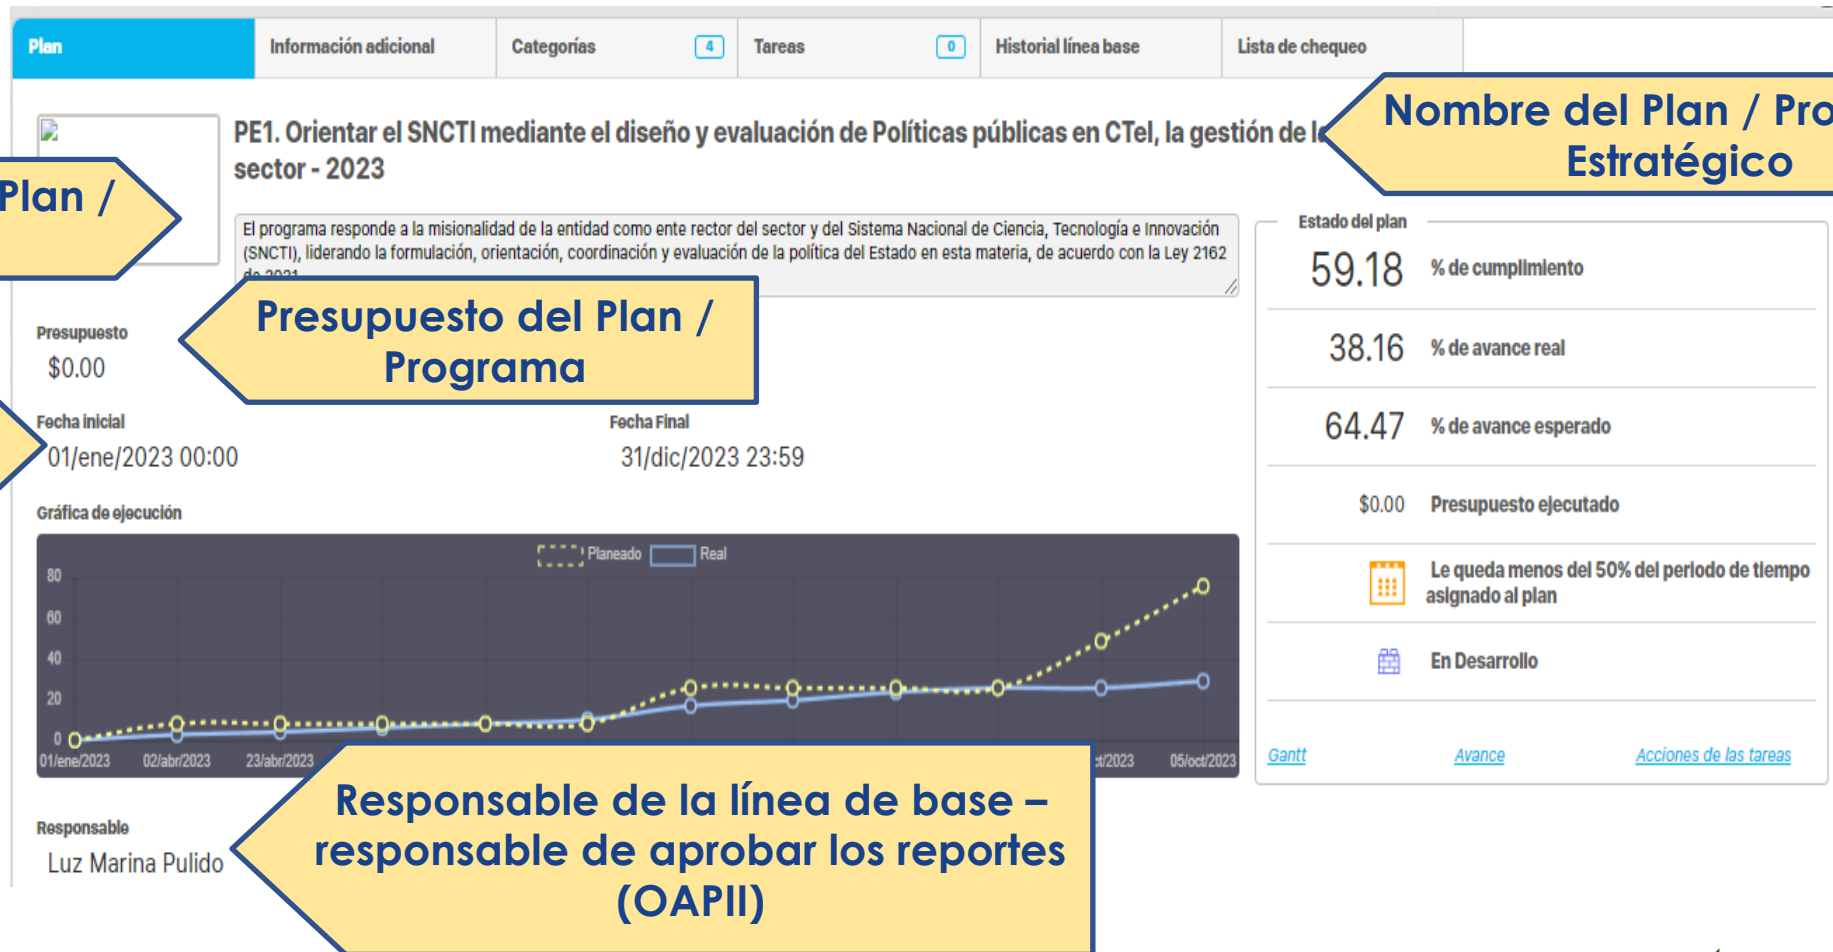 Plan
Información adicional
Categorías
4
Tareas
0
Historial línea base
Lista de chequeo
PE1. Orientar el SNCTI mediante el diseño y evaluación de Políticas públicas en CTeI, la gestión de
sector - 2023
Nombre del Plan /
Estratégico
Plan /
El programa responde a la misionalidad de la entidad como ente rector del sector y del Sistema Nacional de Ciencia, Tecnología e Innovación
(SNCTI), liderando la formulación, orientación, coordinación y evaluación de la política del Estado en esta materia, de acuerdo con la Ley 2162
de 2021
Presupuesto
$0.00
Presupuesto del Plan /
Programa
Fecha inicial
01/ene/2023 00:00
Fecha Final
31/dic/2023 23:59
Estado del plan
59.18 % de cumplimiento
38.16 % de avance real
64.47 % de avance esperado
$0.00 Presupuesto ejecutado
Le queda menos del 50% del periodo de tiempo
asignado al plan
En Desarrollo
Gantt
Avance
Acciones de las tareas
Gráfica de ejecución
Planeado
Real
80
60
40
20
0
01/ene/2023
02/abr/2023
23/abr/2023
/2023
05/oct/2023
Responsable
Luz Marina Pulido
Responsable de la línea de base –
responsable de aprobar los reportes
(OAPII)